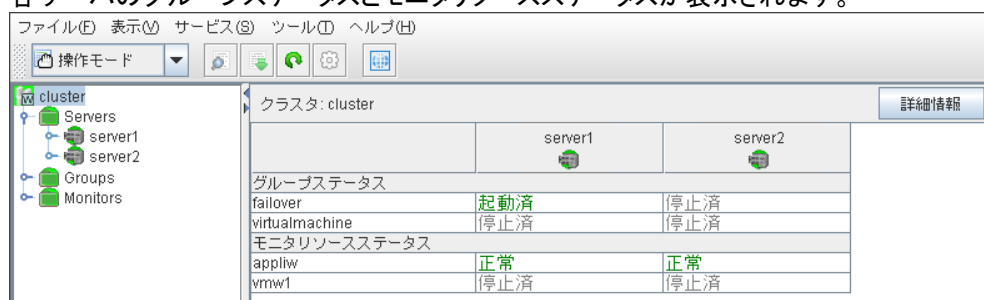 各サーバのグループステータスとモニタリソースステータスが表示されます。
ファイル(F) 表示(V) サービス(S) ツール(T) ヘルプ(H)
操作モード
cluster
Servers
server1
server2
Groups
Monitors
クラスタ: cluster
詳細情報
server1 server2
グループステータス
failover 起動済 停止済
virtualmachine 停止済 停止済
モニタリソースステータス
appliw 正常 正常
vmw1 停止済 停止済